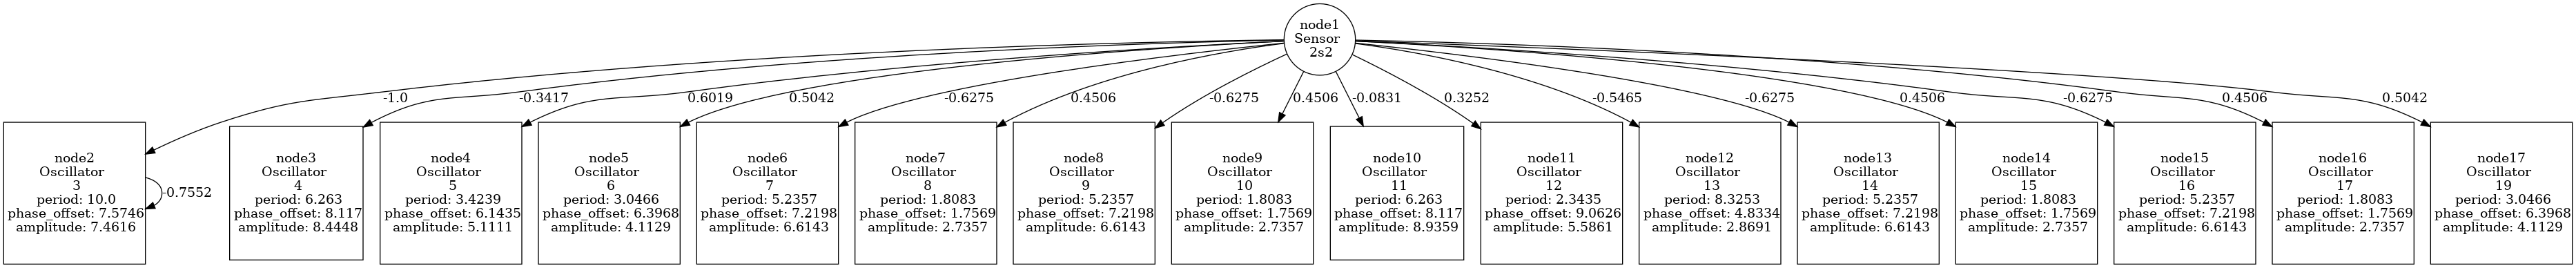 node1
Sensor
2s2
-1.0
-0.3417
0.6019
0.5042
-0.6275
0.4506
-0.6275
0.4506
-0.0831
0.3252
-0.5465
-0.6275
0.4506
-0.6275
0.4506
0.5042
node2
Oscillator
3
period: 10.0
phase_offset: 7.5746
amplitude: 7.4616
-0.7552
node3
Oscillator
4
period: 6.263
phase_offset: 8.117
amplitude: 8.4448
node4
Oscillator
5
period: 3.4239
phase_offset: 6.1435
amplitude: 5.1111
node5
Oscillator
6
period: 3.0466
phase_offset: 6.3968
amplitude: 4.1129
node6
Oscillator
7
period: 5.2357
phase_offset: 7.2198
amplitude: 6.6143
node7
Oscillator
8
period: 1.8083
phase_offset: 1.7569
amplitude: 2.7357
node8
Oscillator
9
period: 5.2357
phase_offset: 7.2198
amplitude: 6.6143
node9
Oscillator
10
period: 1.8083
phase_offset: 1.7569
amplitude: 2.7357
node10
Oscillator
11
period: 6.263
phase_offset: 8.117
amplitude: 8.9359
node11
Oscillator
12
period: 2.3435
phase_offset: 9.0626
amplitude: 5.5861
node12
Oscillator
13
period: 8.3253
phase_offset: 4.8334
amplitude: 2.8691
node13
Oscillator
14
period: 5.2357
phase_offset: 7.2198
amplitude: 6.6143
node14
Oscillator
15
period: 1.8083
phase_offset: 1.7569
amplitude: 2.7357
node15
Oscillator
16
period: 5.2357
phase_offset: 7.2198
amplitude: 6.6143
node16
Oscillator
17
period: 1.8083
phase_offset: 1.7569
amplitude: 2.7357
node17
Oscillator
19
period: 3.0466
phase_offset: 6.3968
amplitude: 4.1129